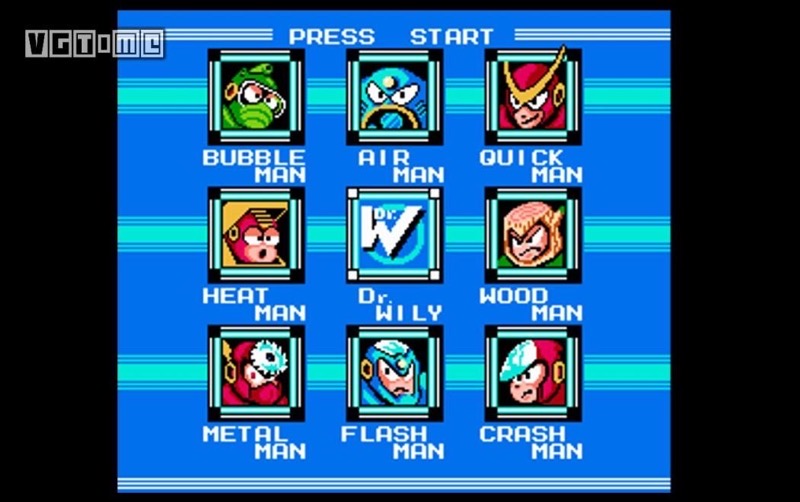 VGTIME
PRESS START
BUBBLE MAN
AIR MAN
QUICK MAN
HEAT MAN
Dr. W
Dr. WILY
WOOD MAN
METAL MAN
FLASH MAN
CRASH MAN